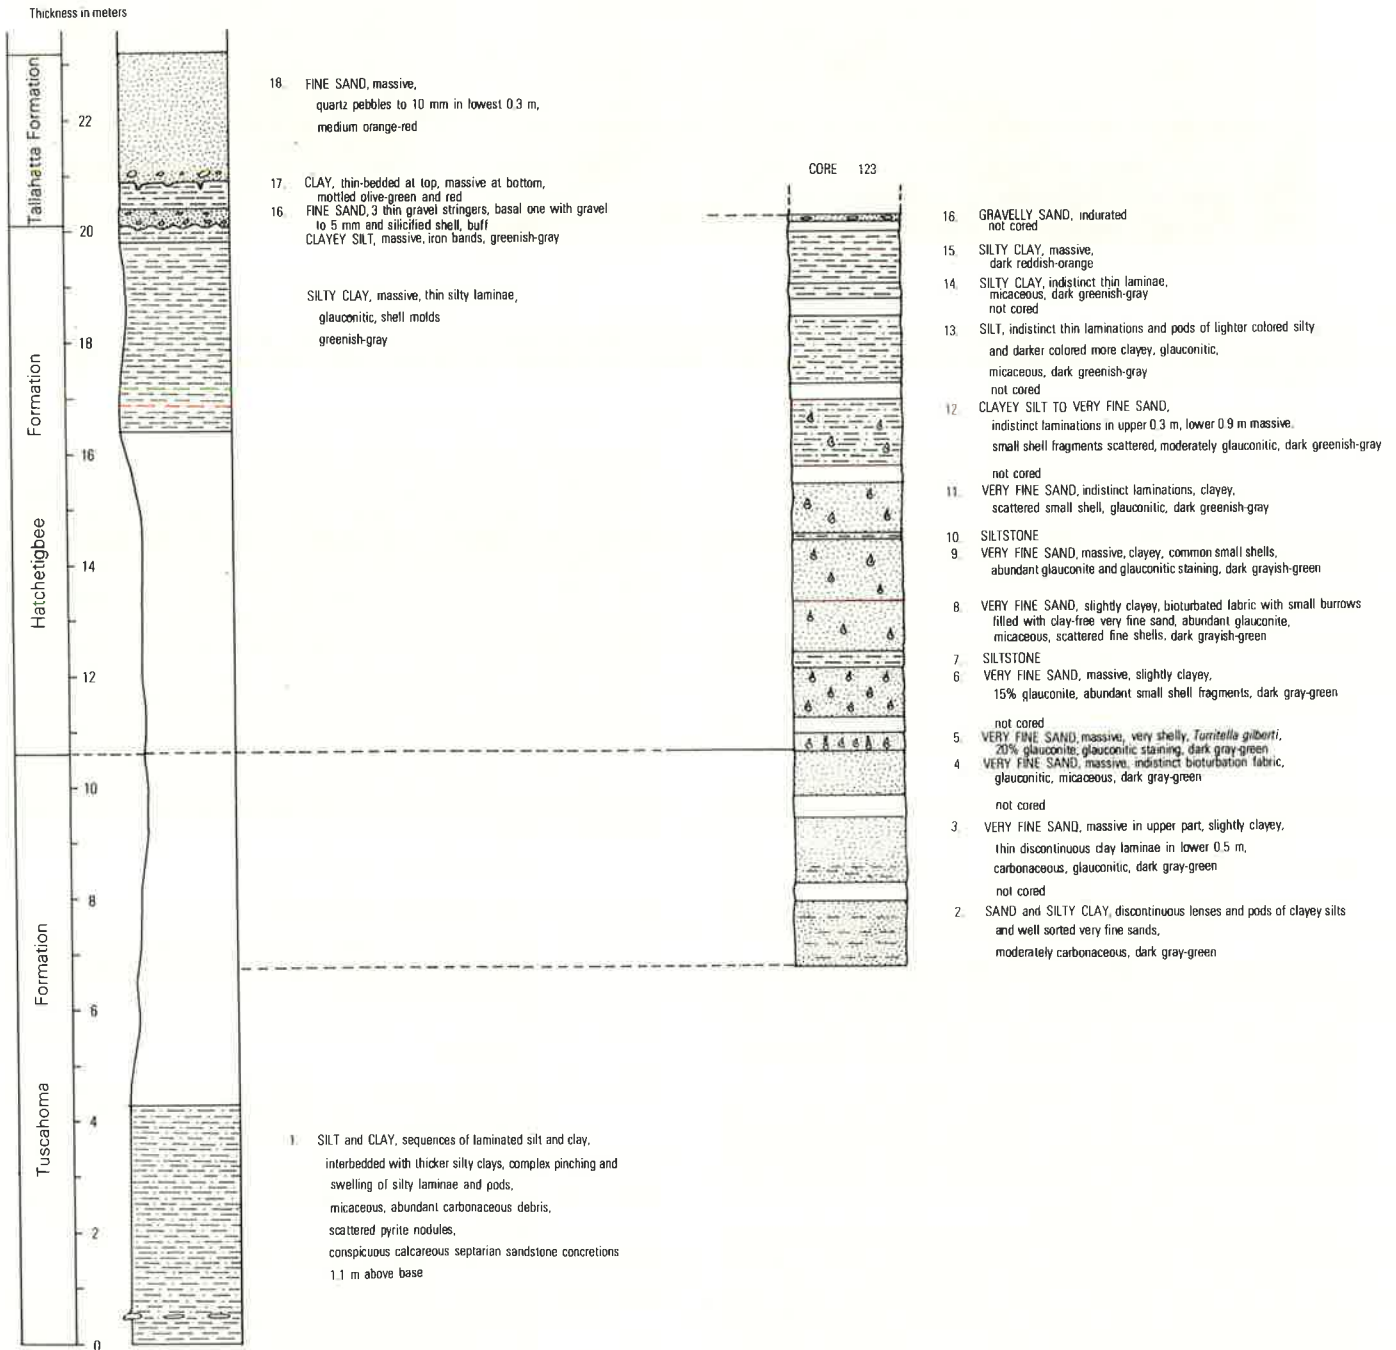 Thickness in meters
Tallahatta Formation
Hatchetigbee Formation
Tuscahoma Formation
22
20
18
16
14
12
10
8
6
4
2
0
18. FINE SAND, massive,
quartz pebbles to 10 mm in lowest 0.3 m,
medium orange-red
17. CLAY, thin-bedded at top, massive at bottom,
mottled olive-green and red
16. FINE SAND, 3 thin gravel stringers, basal one with gravel
to 5 mm and silicified shell, buff
CLAYEY SILT, massive, iron bands, greenish-gray
SILTY CLAY, massive, thin silty laminae,
glauconitic, shell molds
greenish-gray
1. SILT and CLAY, sequences of laminated silt and clay,
interbedded with thicker silty clays, complex pinching and
swelling of silty laminae and pods,
micaceous, abundant carbonaceous debris,
scattered pyrite nodules,
conspicuous calcareous septarian sandstone concretions
1.1 m above base
CORE 123
16. GRAVELLY SAND, indurated
not cored
15. SILTY CLAY, massive,
dark reddish-orange
14. SILTY CLAY, indistinct thin laminae,
micaceous, dark greenish-gray
not cored
13. SILT, indistinct thin laminations and pods of lighter colored silty
and darker colored more clayey, glauconitic,
micaceous, dark greenish-gray
not cored
12. CLAYEY SILT TO VERY FINE SAND,
indistinct laminations in upper 0.3 m, lower 0.9 m massive,
small shell fragments scattered, moderately glauconitic, dark greenish-gray
not cored
11. VERY FINE SAND, indistinct laminations, clayey,
scattered small shell, glauconitic, dark greenish-gray
10. SILTSTONE
9. VERY FINE SAND, massive, clayey, common small shells,
abundant glauconite and glauconitic staining, dark grayish-green
8. VERY FINE SAND, slightly clayey, bioturbated fabric with small burrows
filled with clay-free very fine sand, abundant glauconite,
micaceous, scattered fine shells, dark grayish-green
7. SILTSTONE
6. VERY FINE SAND, massive, slightly clayey,
15% glauconite, abundant small shell fragments, dark gray-green
not cored
5. VERY FINE SAND, massive, very shelly, Turritella gilberti,
20% glauconite, glauconitic staining, dark gray-green
4 VERY FINE SAND, massive, indistinct bioturbation fabric,
glauconitic, micaceous, dark gray-green
not cored
3. VERY FINE SAND, massive in upper part, slightly clayey,
thin discontinuous clay laminae in lower 0.5 m,
carbonaceous, glauconitic, dark gray-green
not cored
2. SAND and SILTY CLAY, discontinuous lenses and pods of clayey silts
and well sorted very fine sands,
moderately carbonaceous, dark gray-green